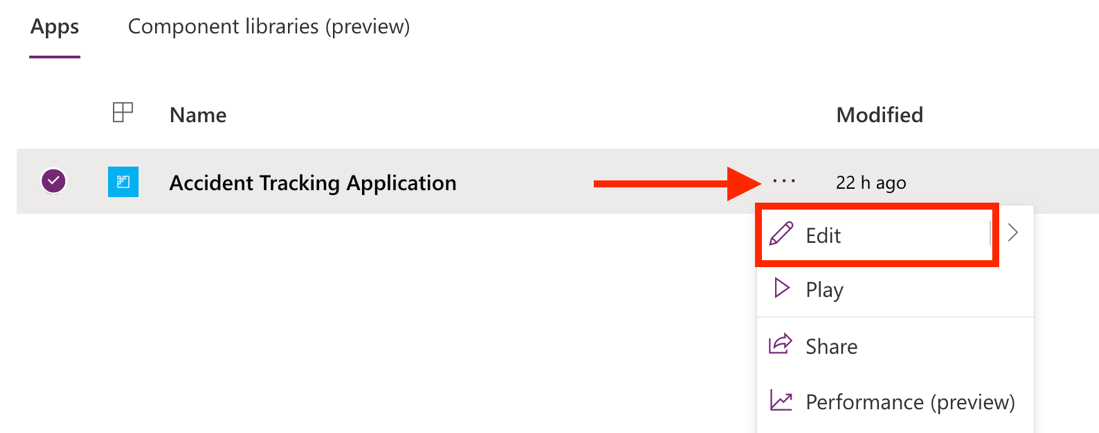 Apps Component libraries (preview)
Name Modified
Accident Tracking Application ... 22 h ago
Edit
Play
Share
Performance (preview)